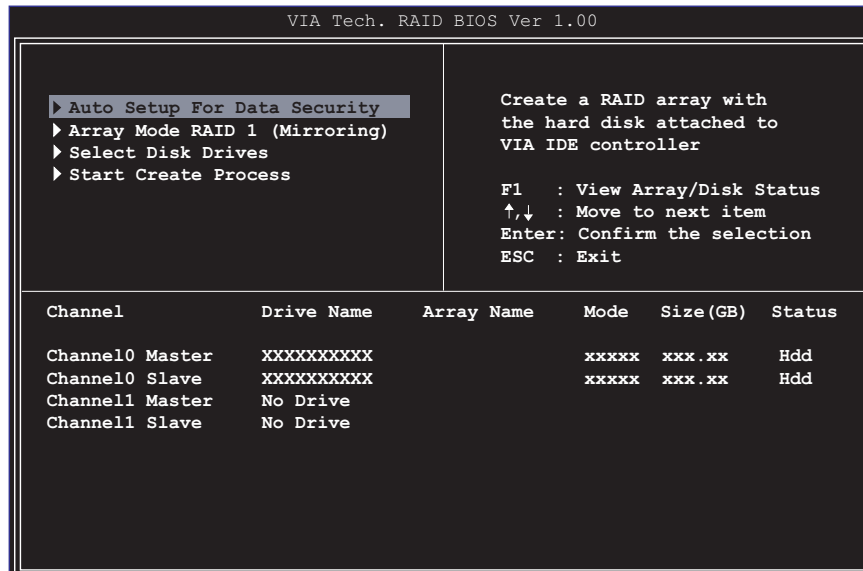 VIA Tech. RAID BIOS Ver 1.00
Auto Setup For Data Security
Array Mode RAID 1 (Mirroring)
Select Disk Drives
Start Create Process
Create a RAID array with
the hard disk attached to
VIA IDE controller
F1 : View Array/Disk Status
↑,↓ : Move to next item
Enter: Confirm the selection
ESC : Exit
Channel Drive Name Array Name Mode Size(GB) Status
Channel0 Master XXXXXXXXXX xxxxx xxx.xx Hdd
Channel0 Slave XXXXXXXXXX xxxxx xxx.xx Hdd
Channel1 Master No Drive
Channel1 Slave No Drive